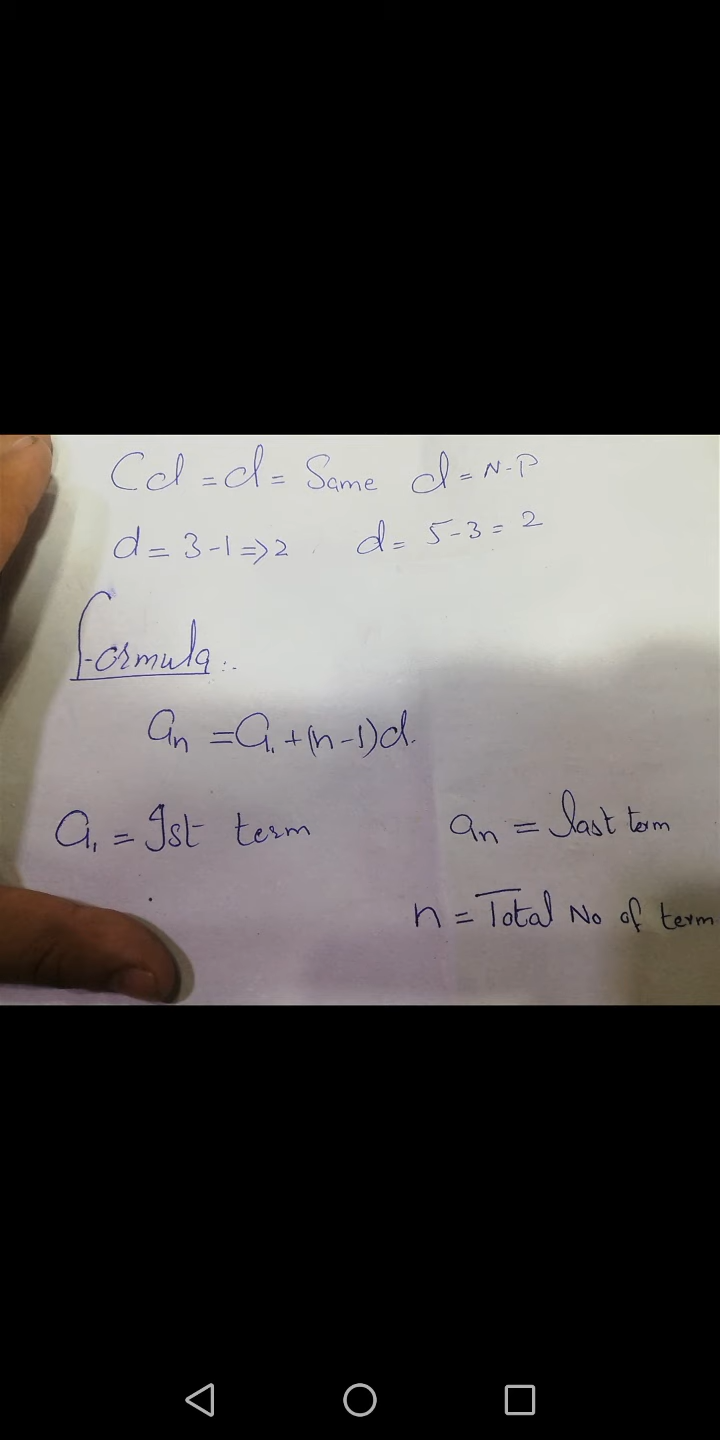 Cd = d = Same d = N-P
d = 3-1 => 2 d = 5-3 = 2
Formula:.
an = a1 + (n-1)d.
a1 = Ist term an = last term
n = Total No of term